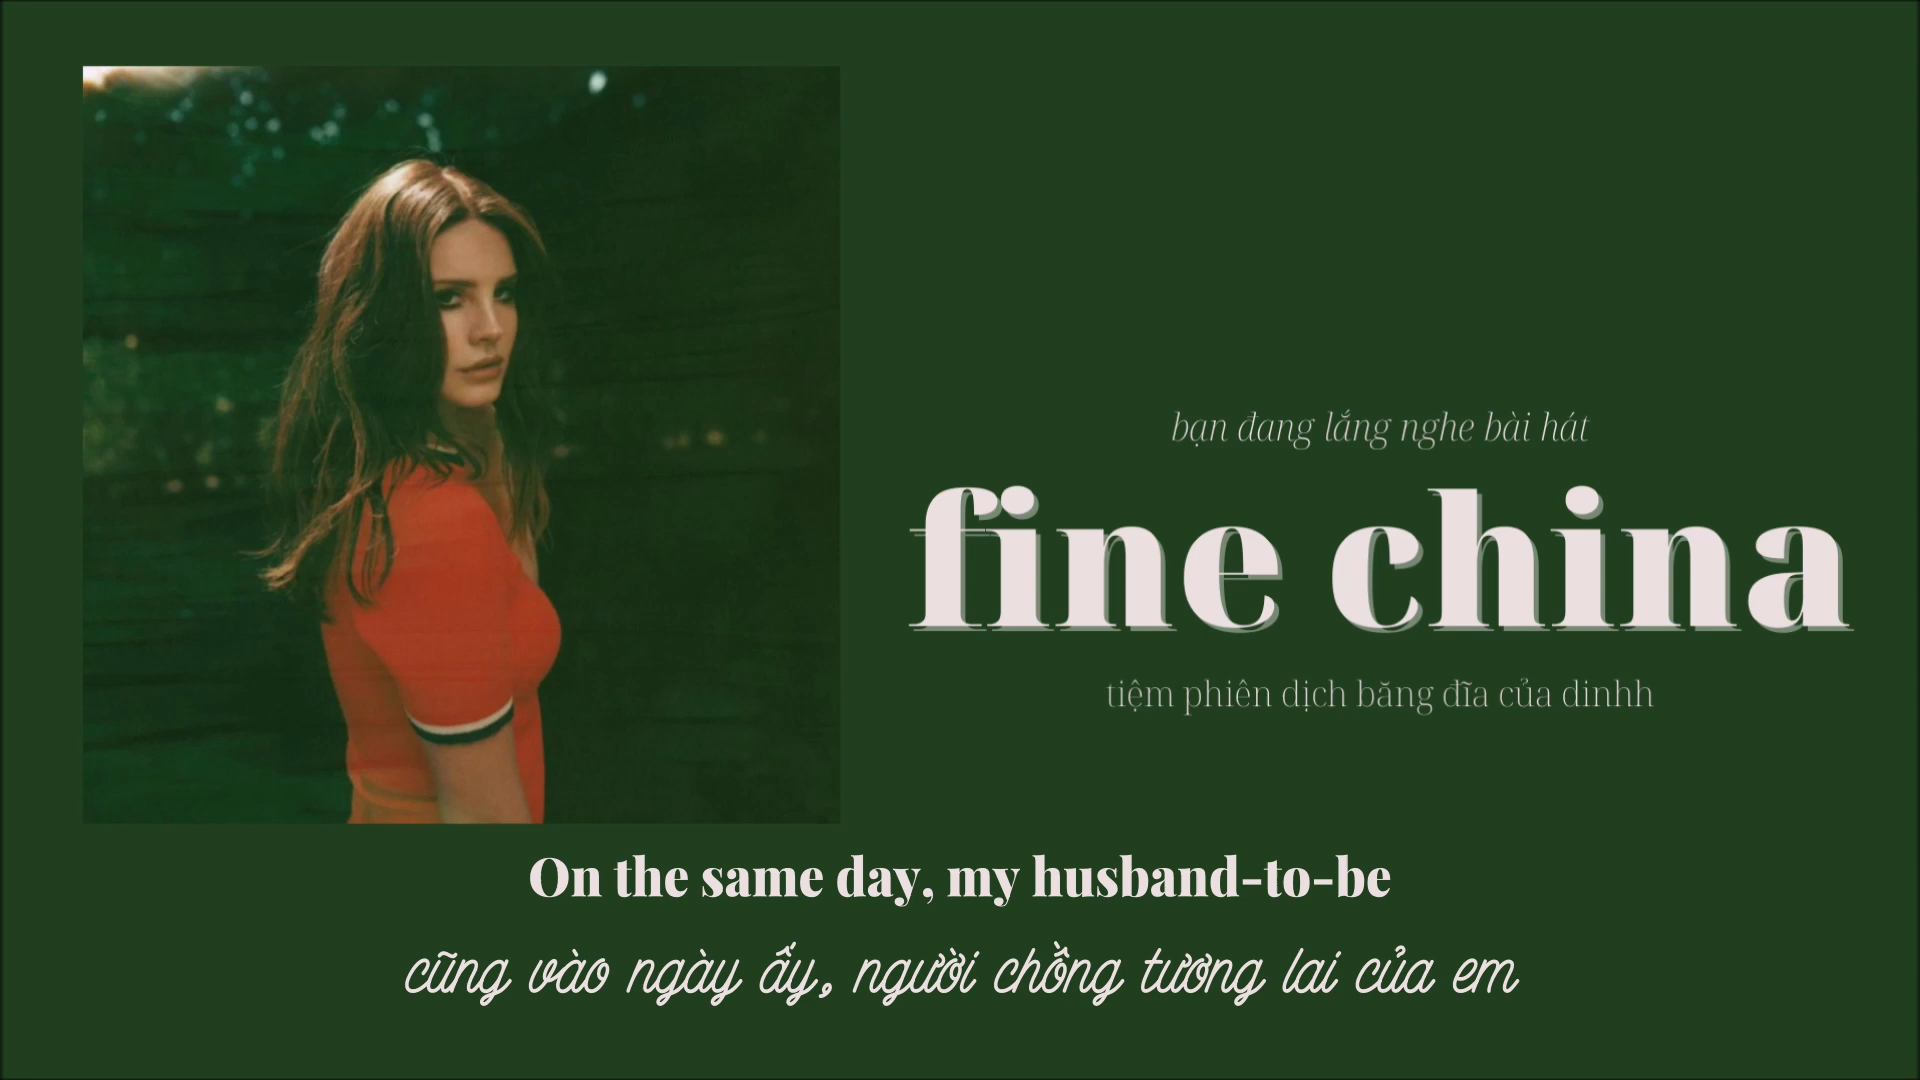 bạn đang lắng nghe bài hát
fine china
tiệm phiên dịch băng đĩa của dinhh
On the same day, my husband-to-be
cũng vào ngày ấy, người chồng tương lai của em